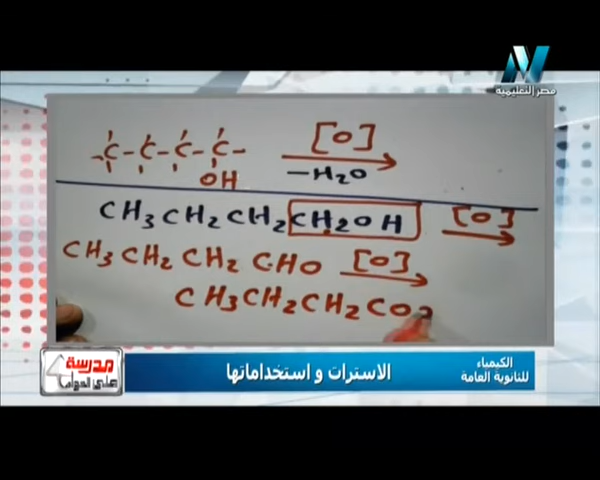 مصر التعليمية
-C-C-C-C- [O]
OH -H2O
CH3CH2CH2CH2OH [O]
CH3CH2CH2CHO [O]
CH3CH2CH2CO
الاسترات و استخداماتها
الكيمياء
للثانوية العامة
مدرسة
على الهواء